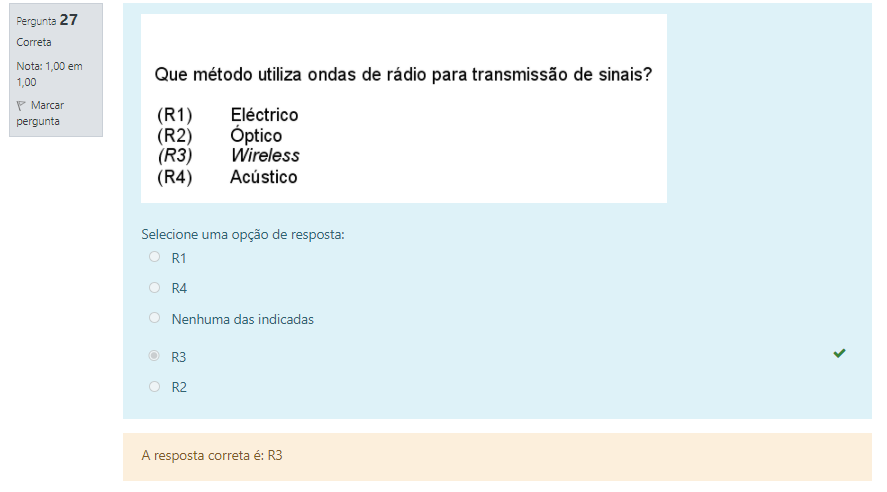 Pergunta 27
Correta
Nota: 1,00 em
1,00
Marcar
pergunta
Que método utiliza ondas de rádio para transmissão de sinais?
(R1) Eléctrico
(R2) Óptico
(R3) Wireless
(R4) Acústico
Selecione uma opção de resposta:
R1
R4
Nenhuma das indicadas
R3
R2
A resposta correta é: R3